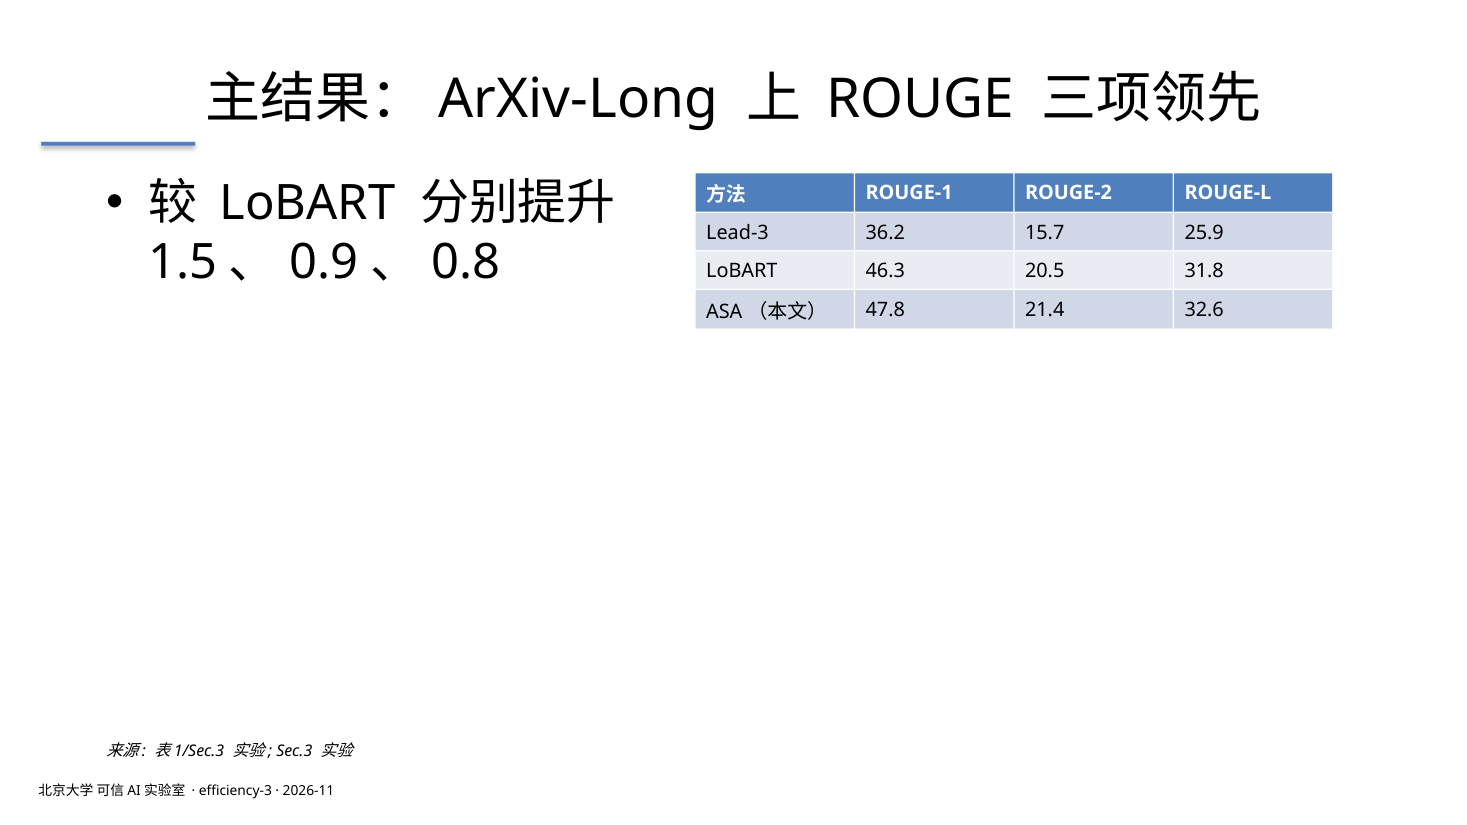 主结果：ArXiv-Long 上 ROUGE 三项领先
• 较 LoBART 分别提升
1.5、0.9、0.8
方法 ROUGE-1 ROUGE-2 ROUGE-L
Lead-3 36.2 15.7 25.9
LoBART 46.3 20.5 31.8
ASA（本文） 47.8 21.4 32.6
来源：表1/Sec.3 实验; Sec.3 实验
北京大学 可信 AI 实验室 · efficiency-3 · 2026-11